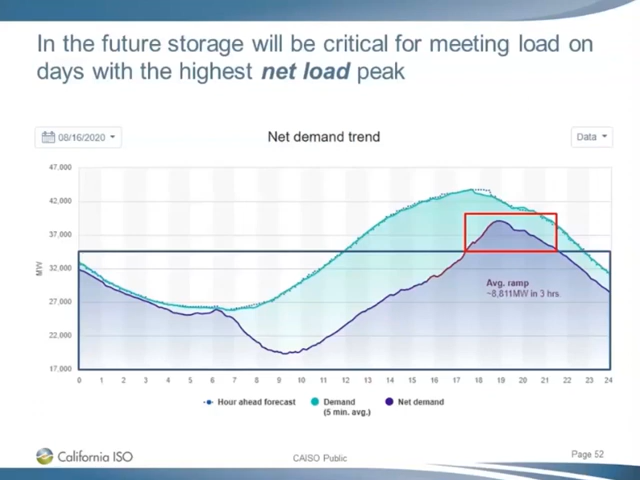 In the future storage will be critical for meeting load on
days with the highest net load peak
08/16/2020
Net demand trend
Data
47,000
42,000
37,000
32,000
27,000
22,000
17,000
MW
Avg. ramp
~8,811MW in 3 hrs.
0 1 2 3 4 5 6 7 8 9 10 11 12 13 14 15 16 17 18 19 20 21 22 23 24
Hour ahead forecast
Demand
(5 min. avg.)
Net demand
California ISO
CAISO Public
Page 52